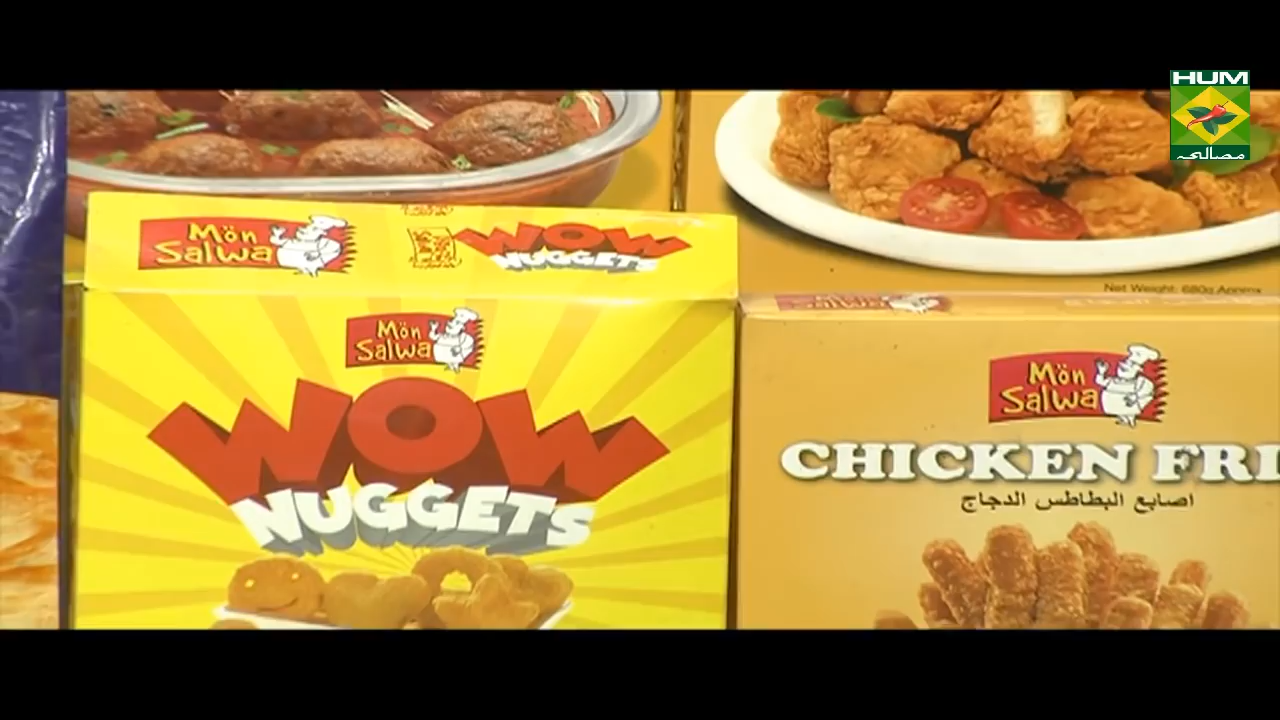 HUM
مصالحہ
Net Weight: 680g Approx
Mön
Salwa
WOW
NUGGETS
Mön
Salwa
WOW
NUGGETS
Mön
Salwa
CHICKEN FRI
اصابع البطاطس الدجاج